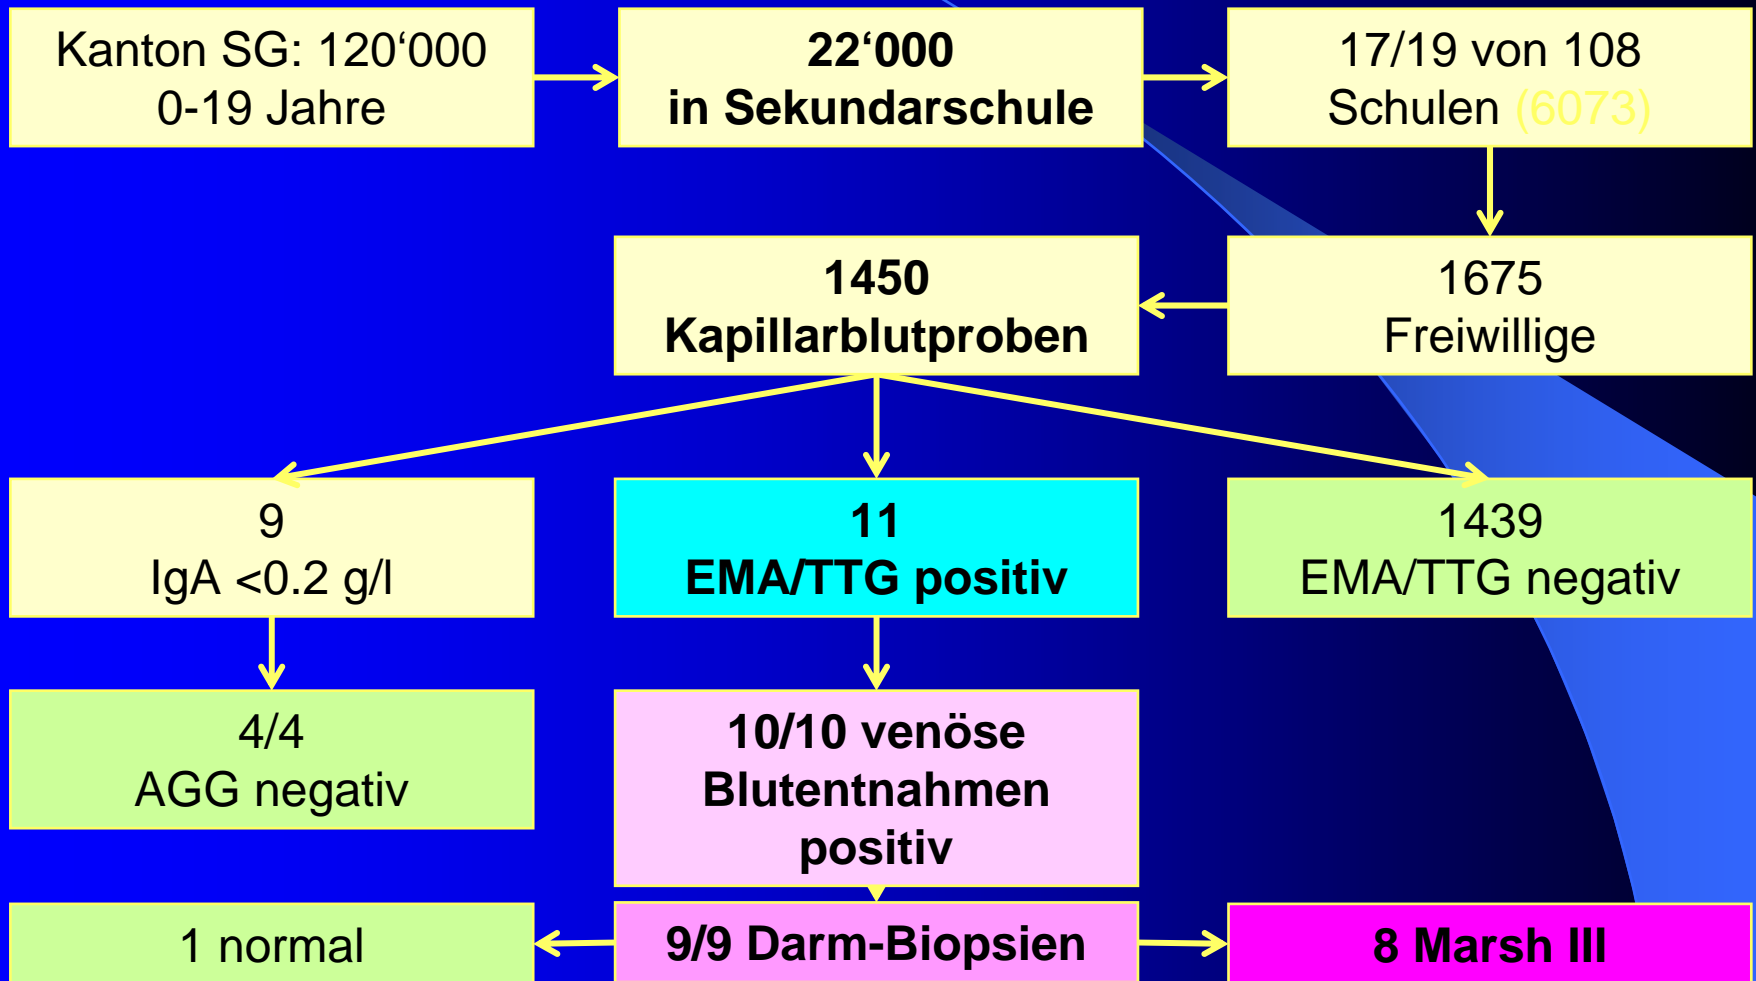 Kanton SG: 120‘000
0-19 Jahre
22‘000
in Sekundarschule
17/19 von 108
Schulen (6073)
1675
Freiwillige
1450
Kapillarblutproben
9
IgA <0.2 g/l
11
EMA/TTG positiv
1439
EMA/TTG negativ
4/4
AGG negativ
10/10 venöse
Blutentnahmen
positiv
1 normal
9/9 Darm-Biopsien
8 Marsh III